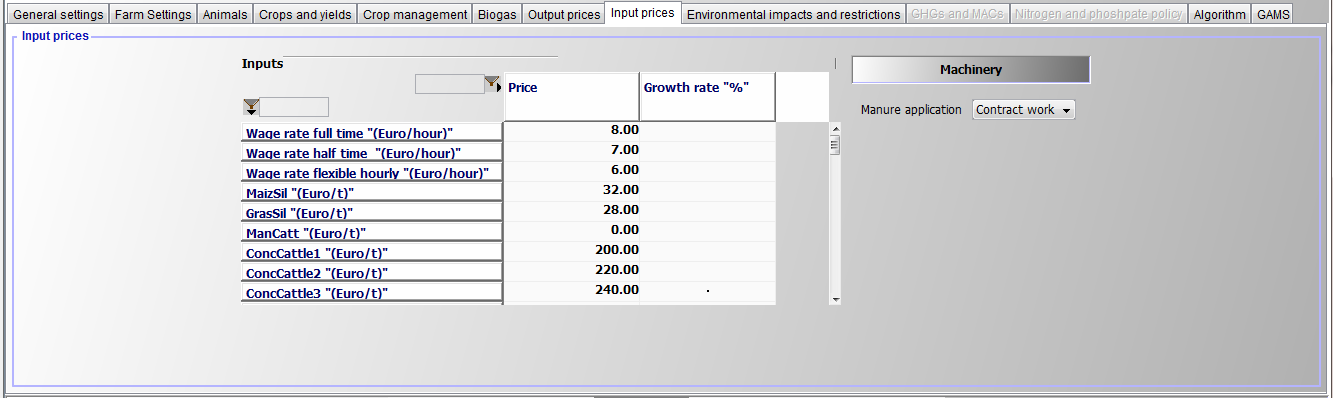 General settings Farm Settings Animals Crops and yields Crop management Biogas Output prices Input prices Environmental impacts and restrictions GHGs and MACs Nitrogen and phoshpate policy Algorithm GAMS
Input prices
Inputs
Machinery
Price Growth rate "%"
Manure application Contract work
Wage rate full time "(Euro/hour)" 8.00
Wage rate half time "(Euro/hour)" 7.00
Wage rate flexible hourly "(Euro/hour)" 6.00
MaizSil "(Euro/t)" 32.00
GrasSil "(Euro/t)" 28.00
ManCatt "(Euro/t)" 0.00
ConcCattle1 "(Euro/t)" 200.00
ConcCattle2 "(Euro/t)" 220.00
ConcCattle3 "(Euro/t)" 240.00 .